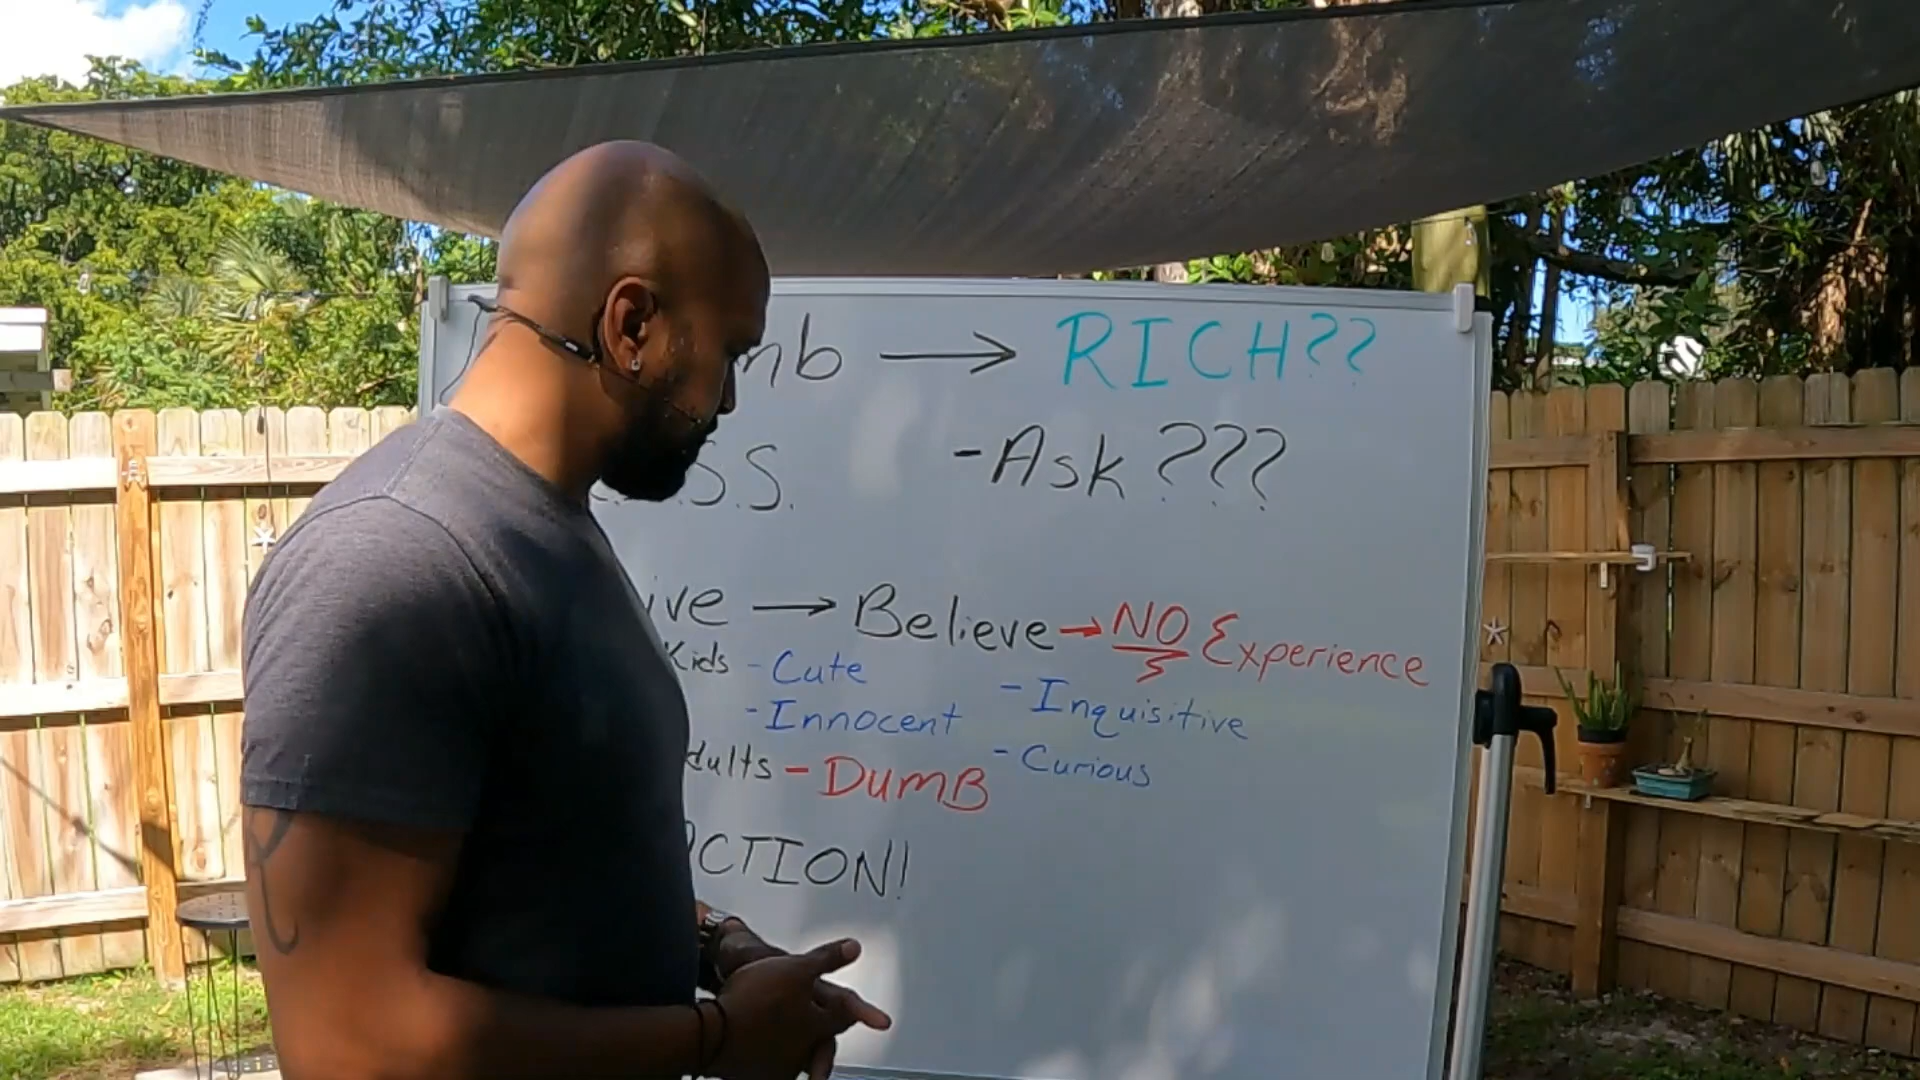 mb → RICH??
.S.S. - Ask ???
ive → Believe → NO Experience
Kids - Cute - Inquisitive
- Innocent - Curious
dults - DUMB
CTION!